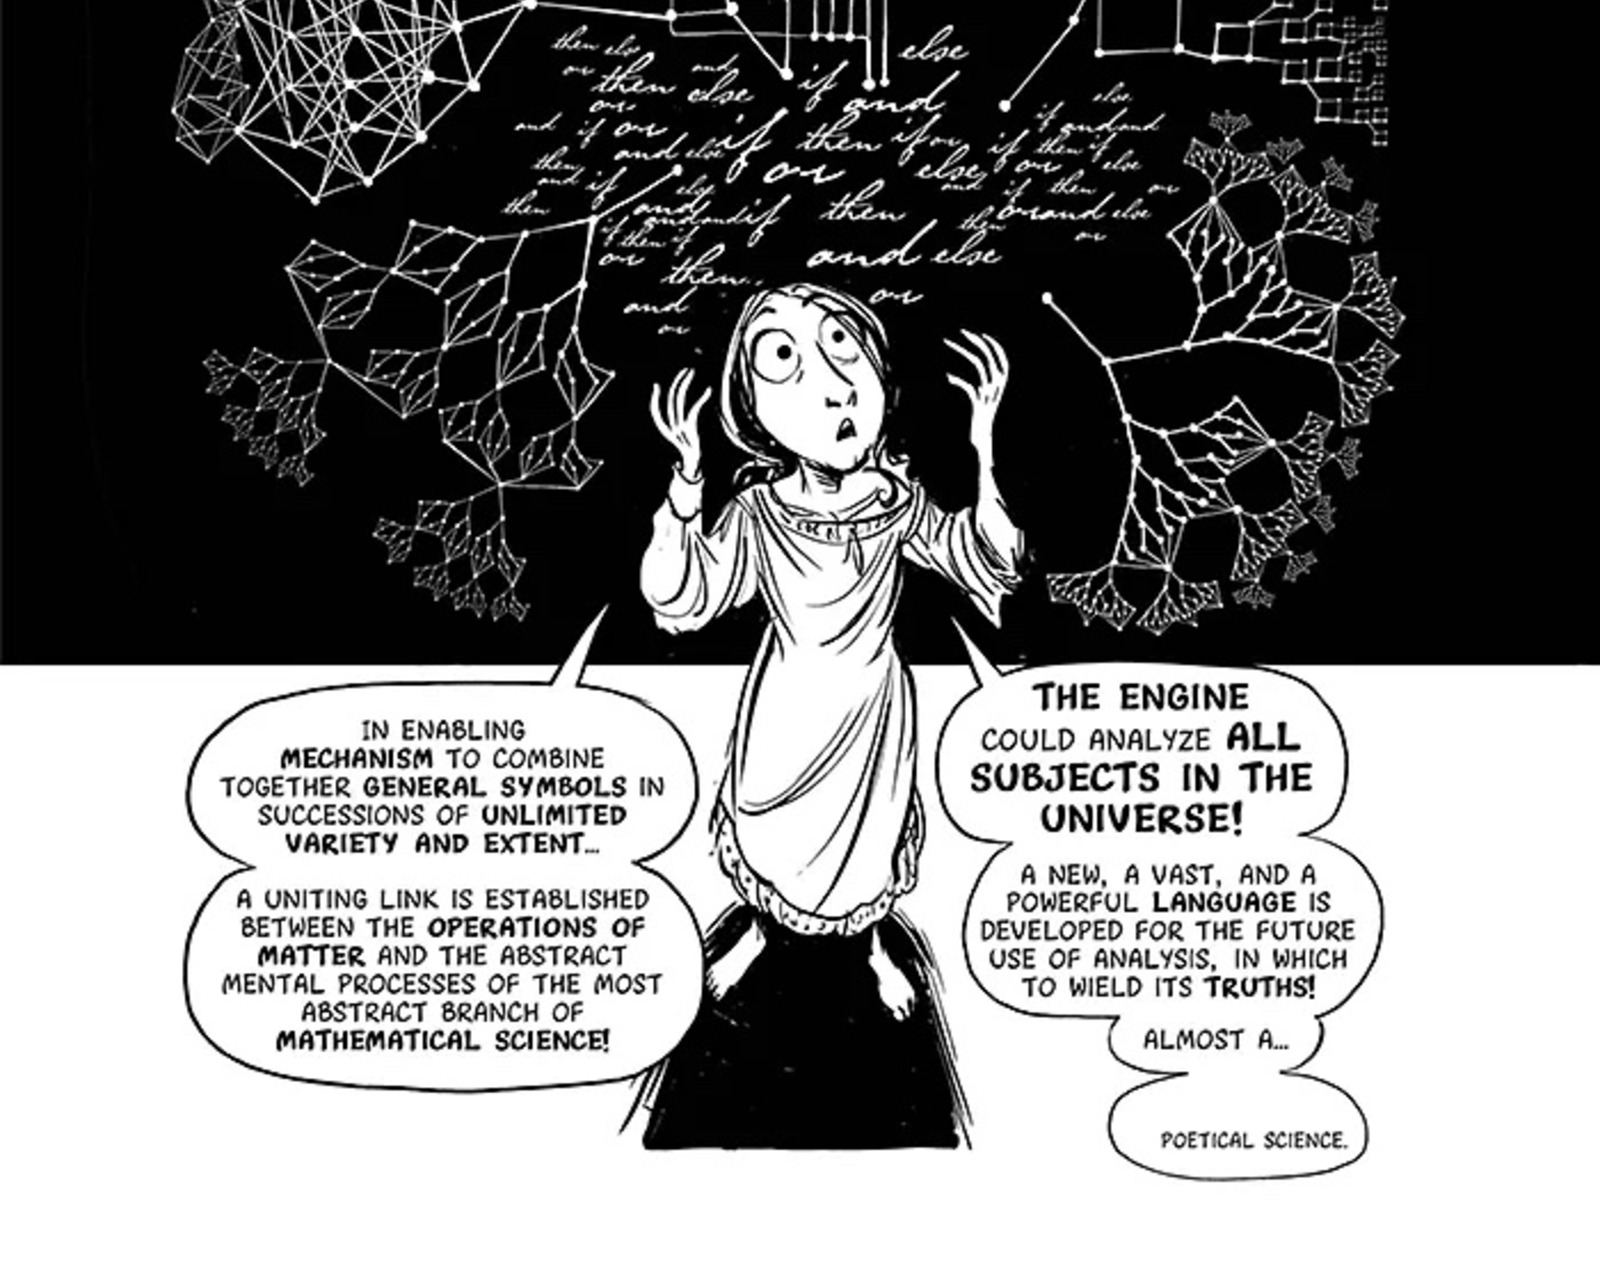 then else
else
or then else and if and
or
and if or if then if or if then if else
if and and
and else or else or else
then and if else and if then or
then and and and if then or and else
if then if then or
or and else
then..
and or
or
IN ENABLING
MECHANISM TO COMBINE
TOGETHER GENERAL SYMBOLS IN
SUCCESSIONS OF UNLIMITED
VARIETY AND EXTENT...
A UNITING LINK IS ESTABLISHED
BETWEEN THE OPERATIONS OF
MATTER AND THE ABSTRACT
MENTAL PROCESSES OF THE MOST
ABSTRACT BRANCH OF
MATHEMATICAL SCIENCE!
THE ENGINE
COULD ANALYZE ALL
SUBJECTS IN THE
UNIVERSE!
A NEW, A VAST, AND A
POWERFUL LANGUAGE IS
DEVELOPED FOR THE FUTURE
USE OF ANALYSIS, IN WHICH
TO WIELD ITS TRUTHS!
ALMOST A...
POETICAL SCIENCE.